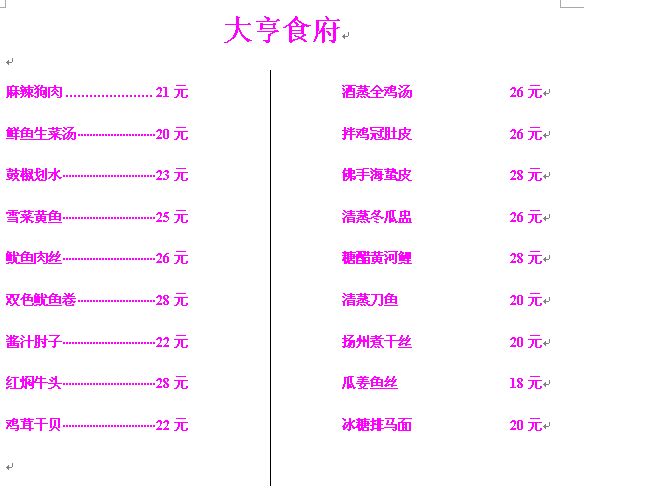 大亨食府
麻辣狗肉......................21 元
鲜鱼生菜汤......................20 元
鼓椒划水......................23 元
雪菜黄鱼......................25 元
鱿鱼肉丝......................26 元
双色鱿鱼卷......................28 元
酱汁肘子......................22 元
红焖牛头......................28 元
鸡茸干贝......................22 元
酒蒸全鸡汤 26 元
拌鸡冠肚皮 26 元
佛手海蛰皮 28 元
清蒸冬瓜盅 26 元
糖醋黄河鲤 28 元
清蒸刀鱼 20 元
扬州煮干丝 20 元
瓜姜鱼丝 18 元
冰糖排马面 20 元